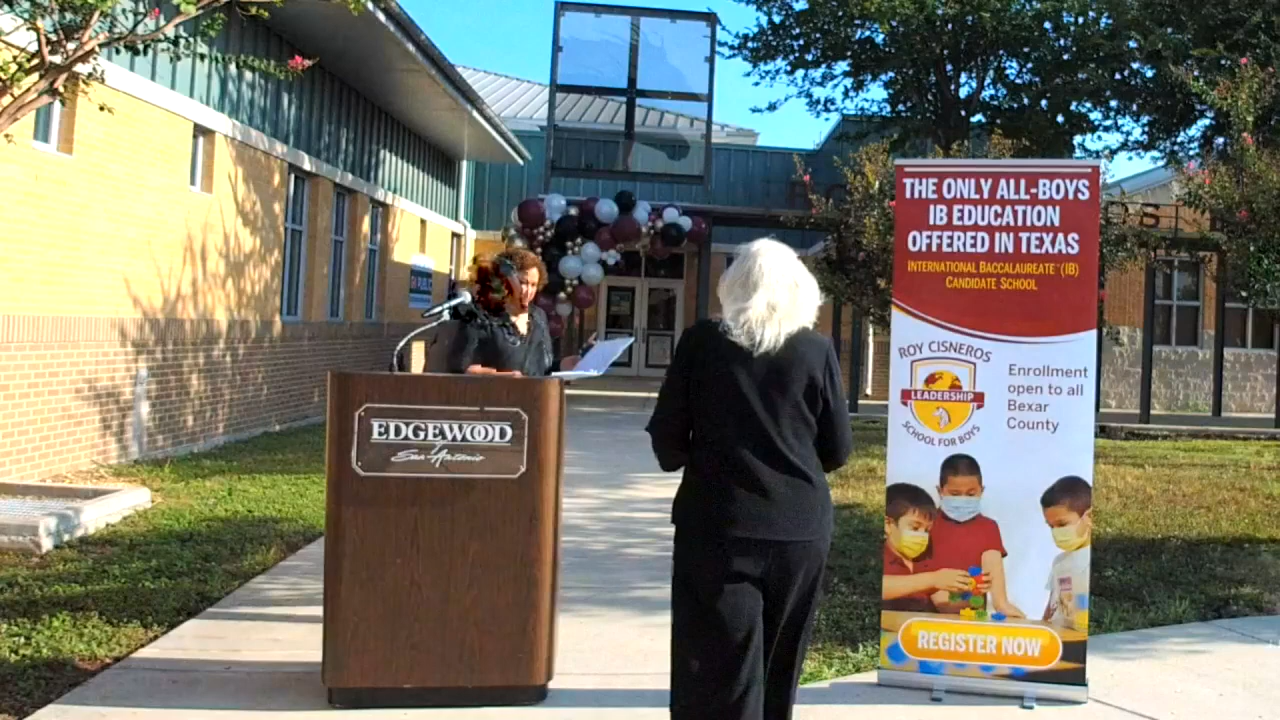 THE ONLY ALL-BOYS
IB EDUCATION
OFFERED IN TEXAS
INTERNATIONAL BACCALAUREATE™(IB)
CANDIDATE SCHOOL
ROY CISNEROS
LEADERSHIP
SCHOOL FOR BOYS
Enrollment
open to all
Bexar
County
REGISTER NOW
EDGEWOOD
San Antonio